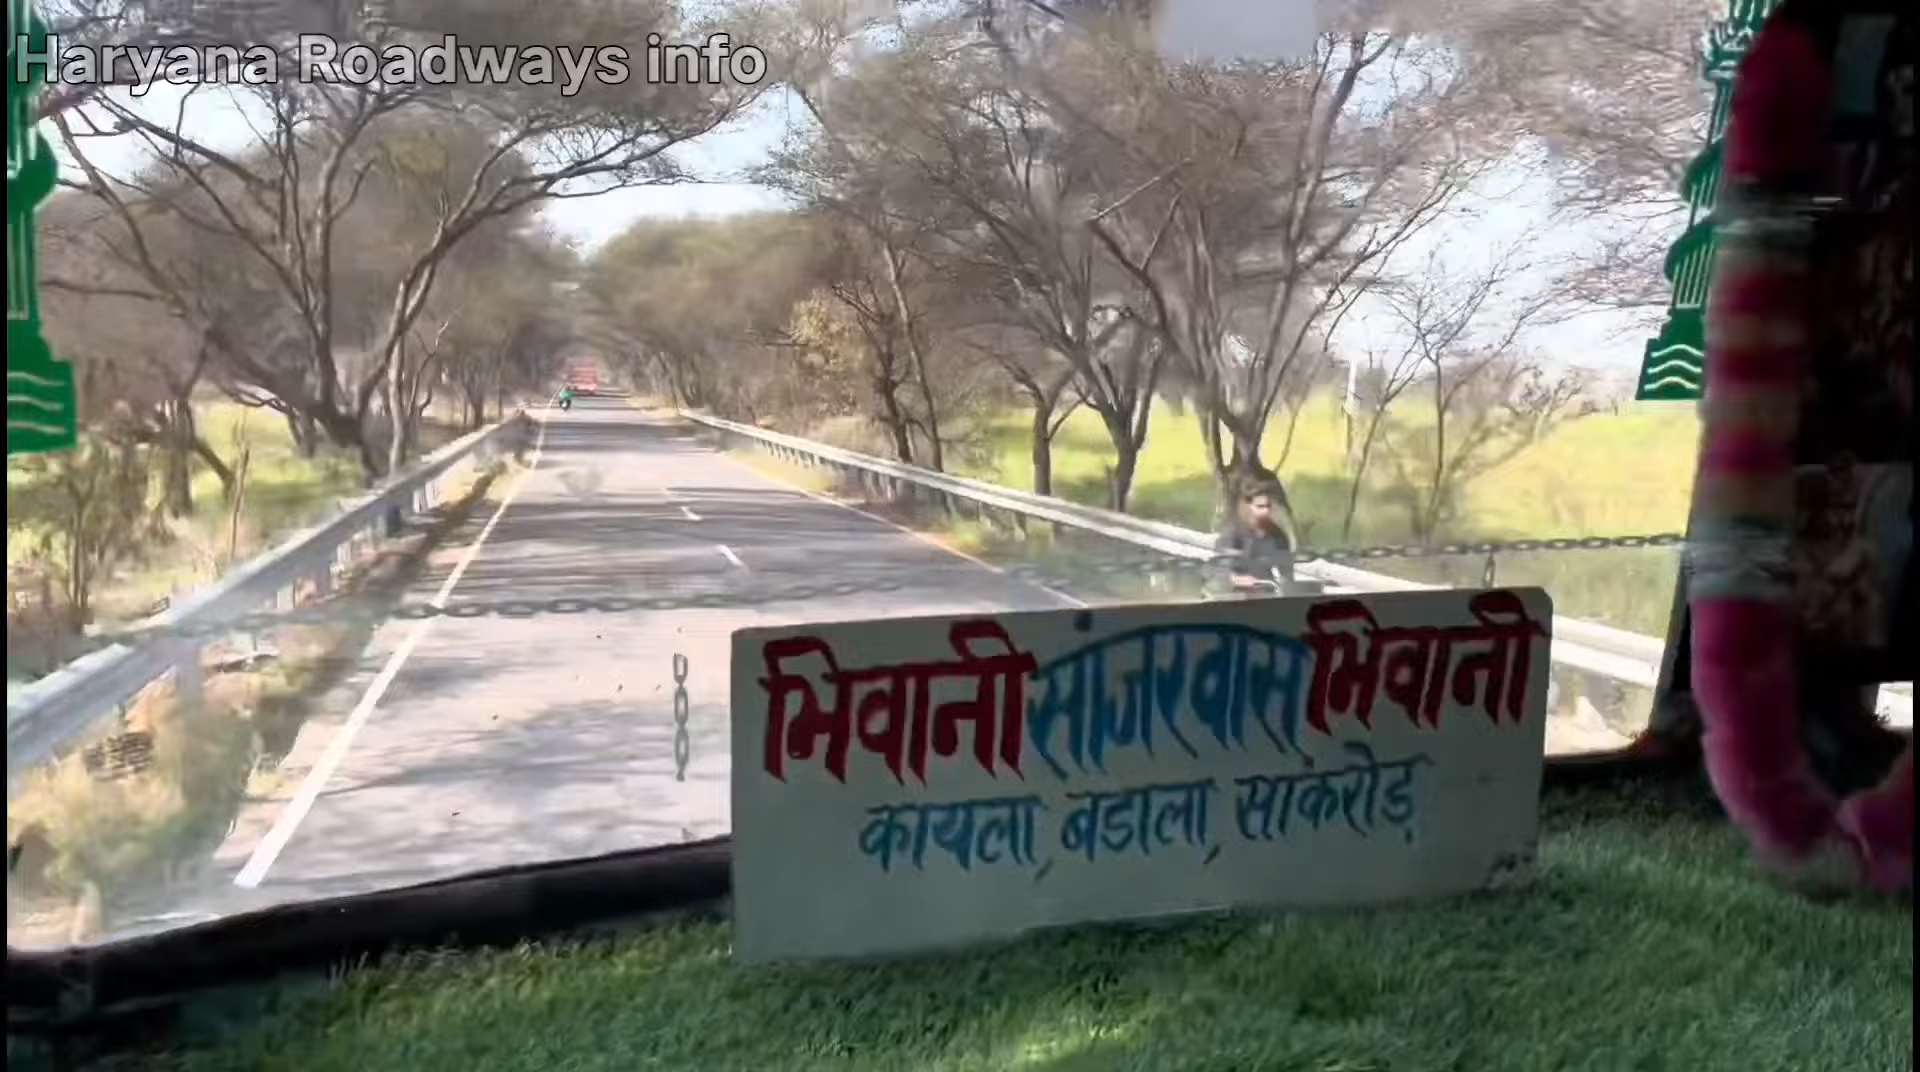 Haryana Roadways info
भिवानी सांजरवास भिवानी
कायला, बडाला, सांकरोड़